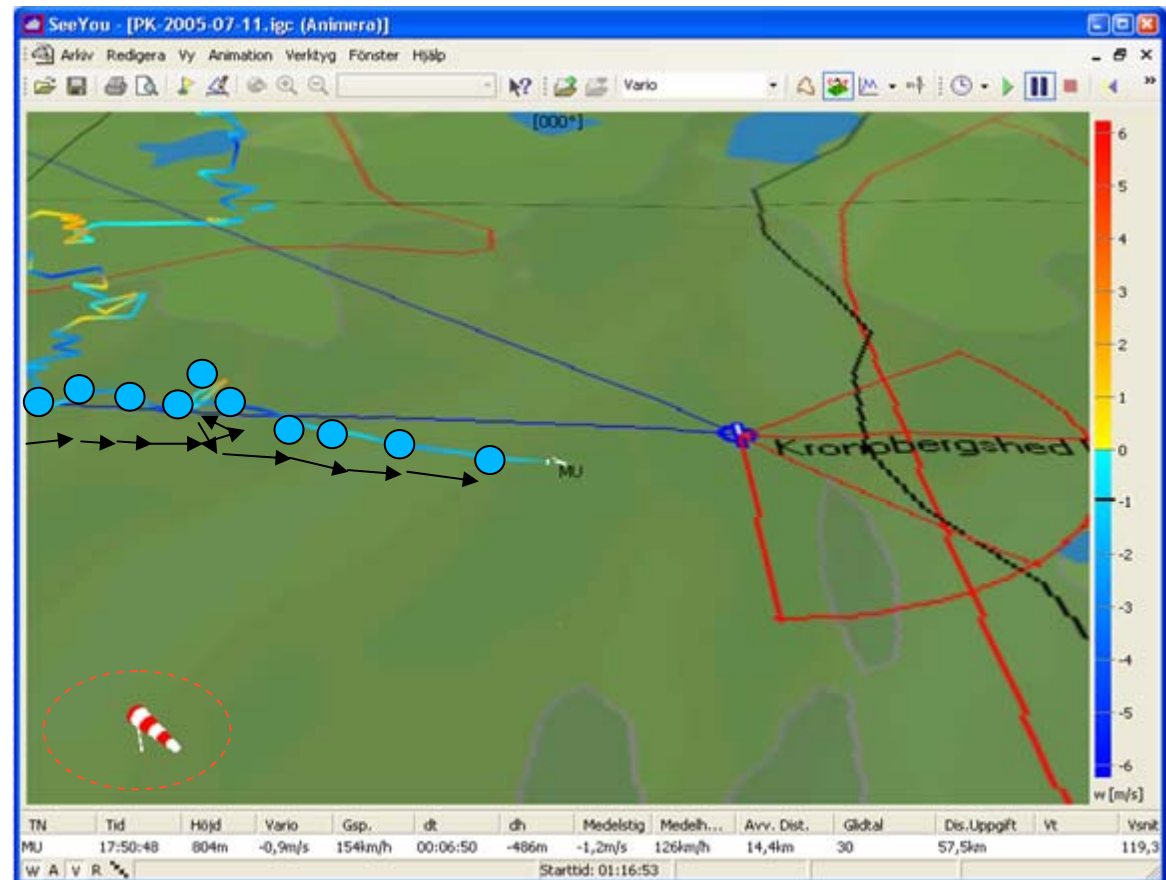 SeeYou - [PK-2005-07-11.igc (Animera)]
Arkiv Redigera Vy Animation Verktyg Fönster Hjälp
Vario
[000°]
6
5
4
3
2
1
0
-1
-2
-3
-4
-5
-6
w [m/s]
MU
Kronobergshed
TN Tid Höjd Vario Gsp. dt dh Medelstig Medelh... Avv. Dist. Glidtal Dis.Uppgift Vt Vsnit
MU 17:50:48 804m -0,9m/s 154km/h 00:06:50 -486m -1,2m/s 126km/h 14,4km 30 57,5km 119,3
W A V R Starttid: 01:16:53